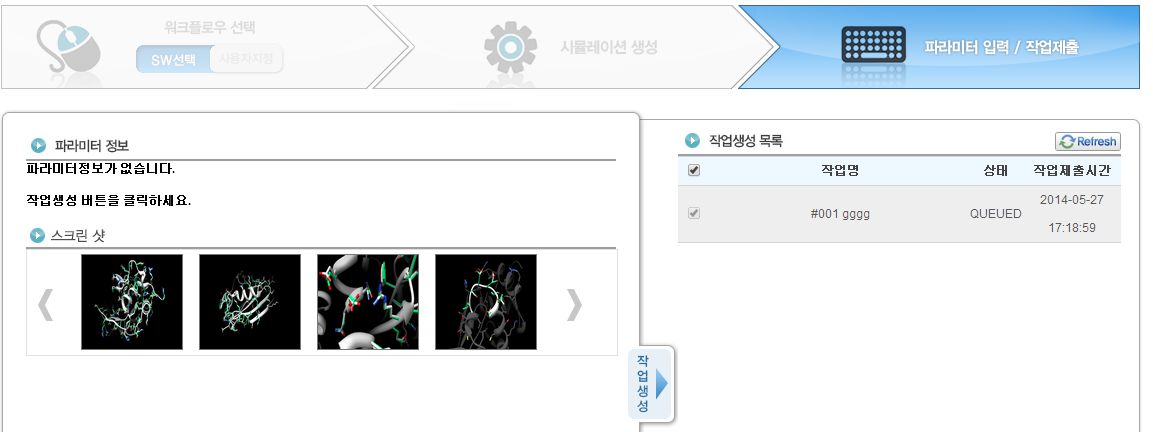 워크플로우 선택
SW선택
사용자지정
시뮬레이션 생성
파라미터 입력 / 작업제출
파라미터 정보
파라미터정보가 없습니다.
작업생성 버튼을 클릭하세요.
스크린 샷
작업생성
작업생성 목록
Refresh
작업명 상태 작업제출시간
#001 gggg QUEUED 2014-05-27
17:18:59